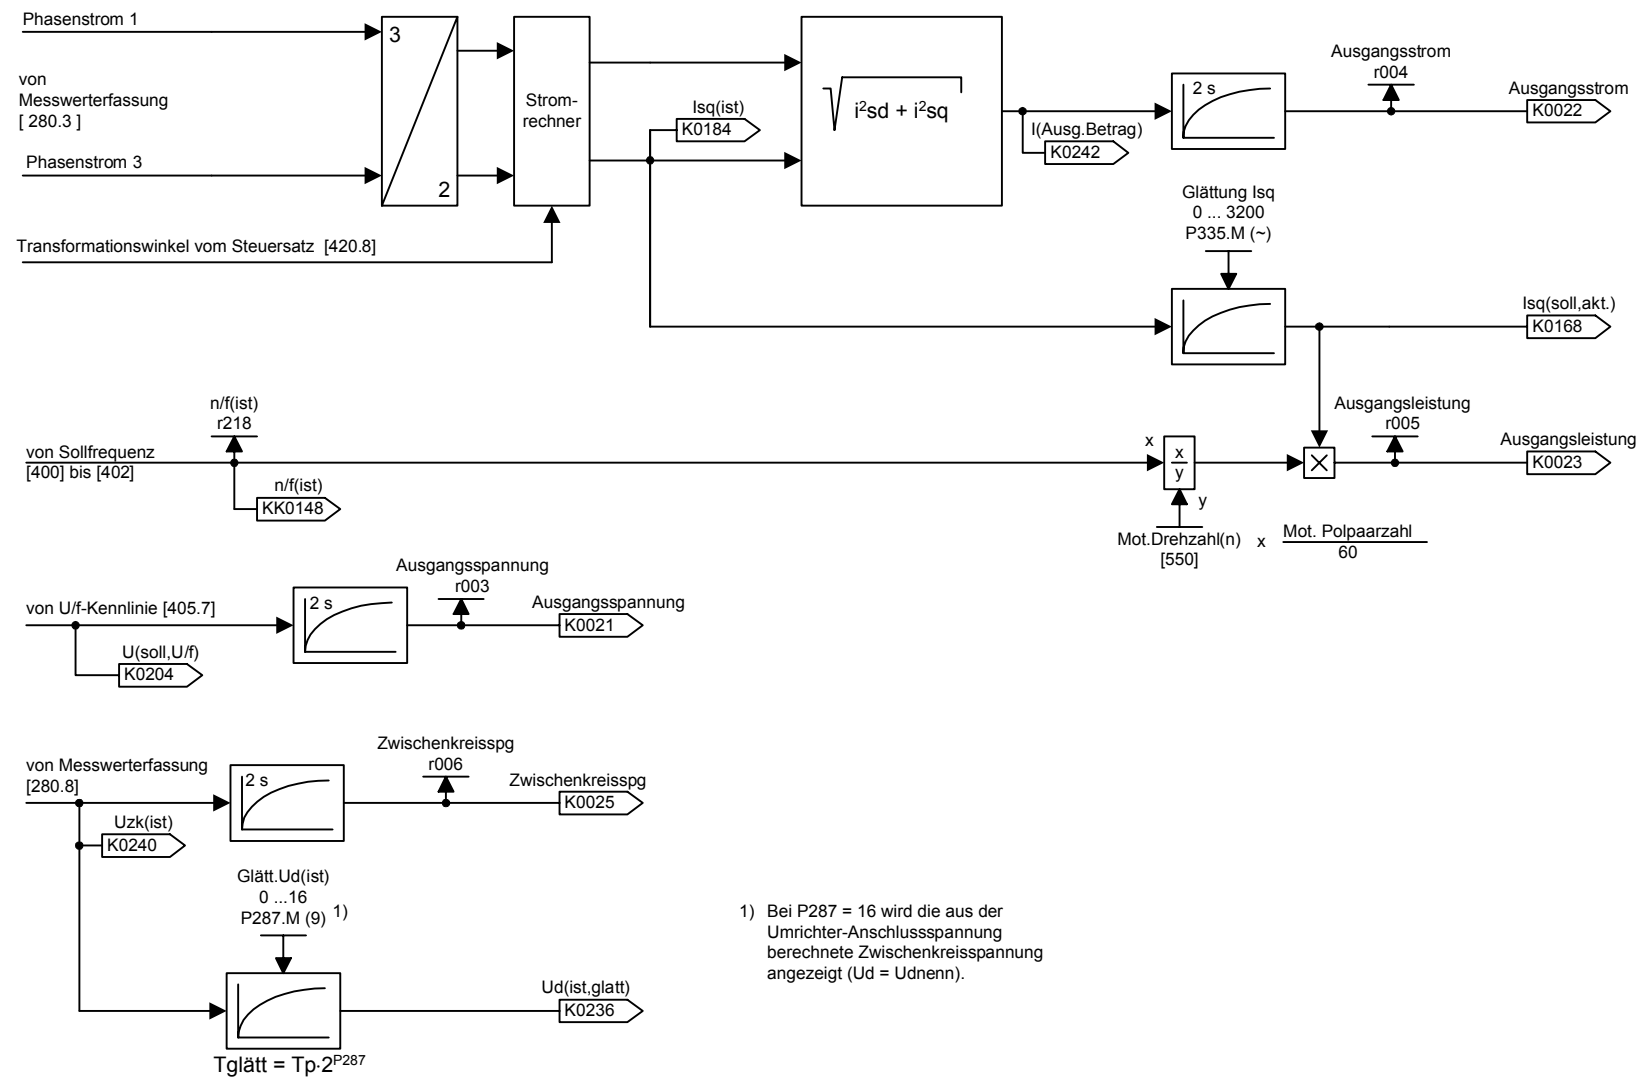 Phasenstrom 1
von
Messwerterfassung
[ 280.3 ]
Phasenstrom 3
3
2
Strom-
rechner
Transformationswinkel vom Steuersatz [420.8]
Isq(ist)
K0184
√ i²sd + i²sq
I(Ausg.Betrag)
K0242
2 s
Ausgangsstrom
r004
Ausgangsstrom
K0022
Glättung Isq
0 ... 3200
P335.M (~)
Isq(soll,akt.)
K0168
n/f(ist)
r218
von Sollfrequenz
[400] bis [402]
n/f(ist)
KK0148
x
x
y
y
Mot.Drehzahl(n) x Mot. Polpaarzahl
[550]
60
Ausgangsleistung
r005
Ausgangsleistung
K0023
von U/f-Kennlinie [405.7]
U(soll,U/f)
K0204
2 s
Ausgangsspannung
r003
Ausgangsspannung
K0021
von Messwerterfassung
[280.8]
Uzk(ist)
K0240
2 s
Zwischenkreisspg
r006
Zwischenkreisspg
K0025
Glätt.Ud(ist)
0 ...16
P287.M (9) 1)
Ud(ist,glatt)
K0236
Tglätt = Tp·2^P287
1) Bei P287 = 16 wird die aus der
Umrichter-Anschlussspannung
berechnete Zwischenkreisspannung
angezeigt (Ud = Udnenn).